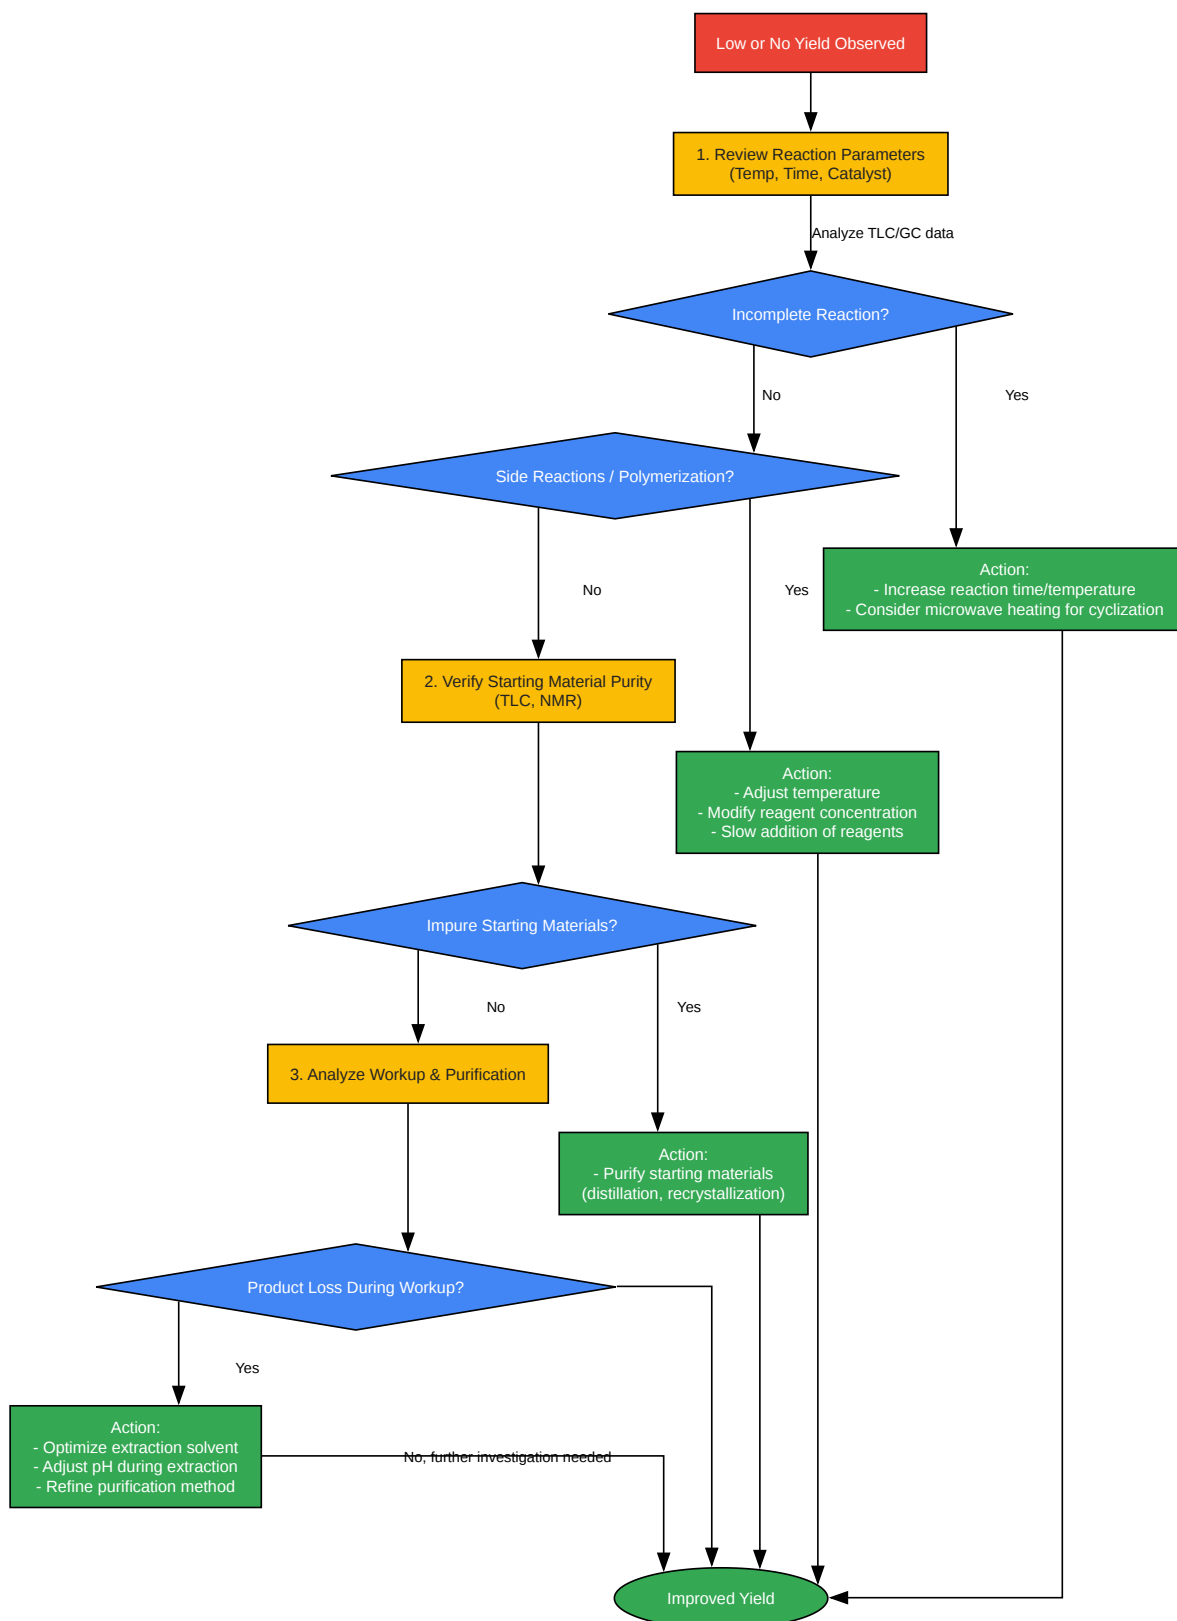 Low or No Yield Observed
1. Review Reaction Parameters
(Temp, Time, Catalyst)
Analyze TLC/GC data
Incomplete Reaction?
No
Yes
Side Reactions / Polymerization?
Action:
- Increase reaction time/temperature
- Consider microwave heating for cyclization
No
Yes
2. Verify Starting Material Purity
(TLC, NMR)
Action:
- Adjust temperature
- Modify reagent concentration
- Slow addition of reagents
Impure Starting Materials?
No
Yes
3. Analyze Workup & Purification
Action:
- Purify starting materials
(distillation, recrystallization)
Product Loss During Workup?
Yes
Action:
- Optimize extraction solvent
- Adjust pH during extraction
- Refine purification method
No, further investigation needed
Improved Yield